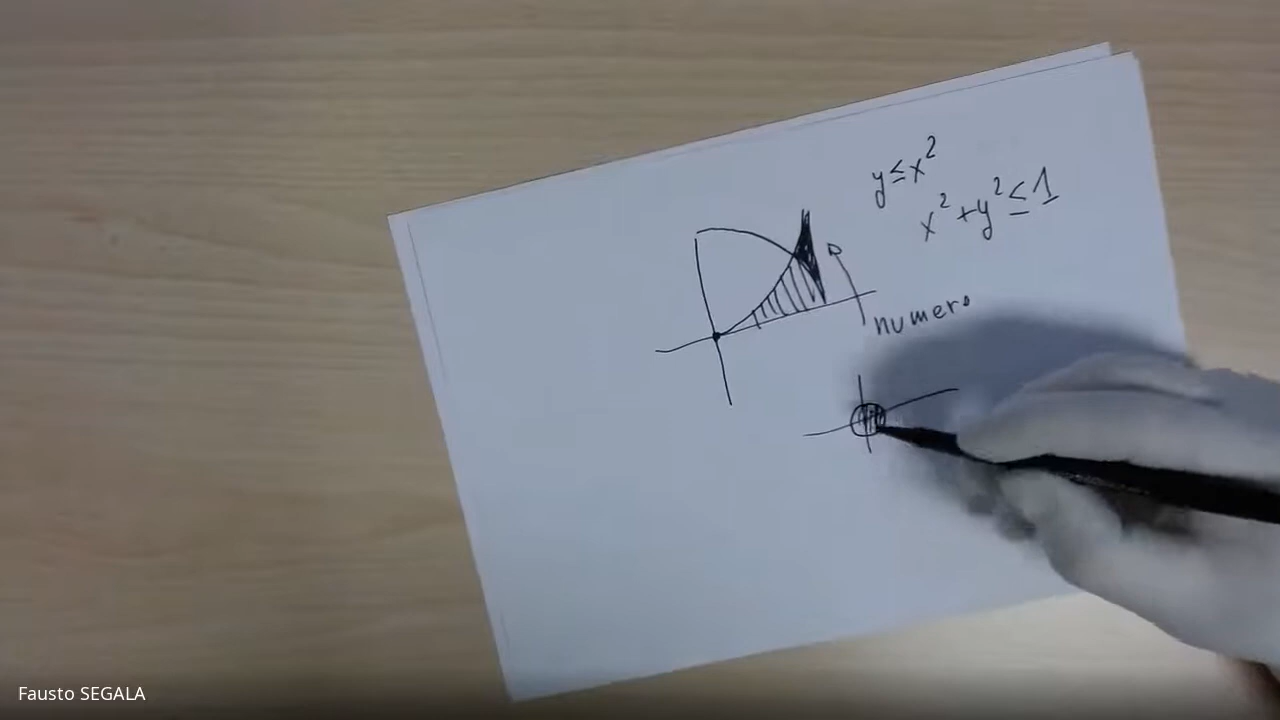 y ≤ x²
x² + y² ≤ 1
numero
Fausto SEGALA